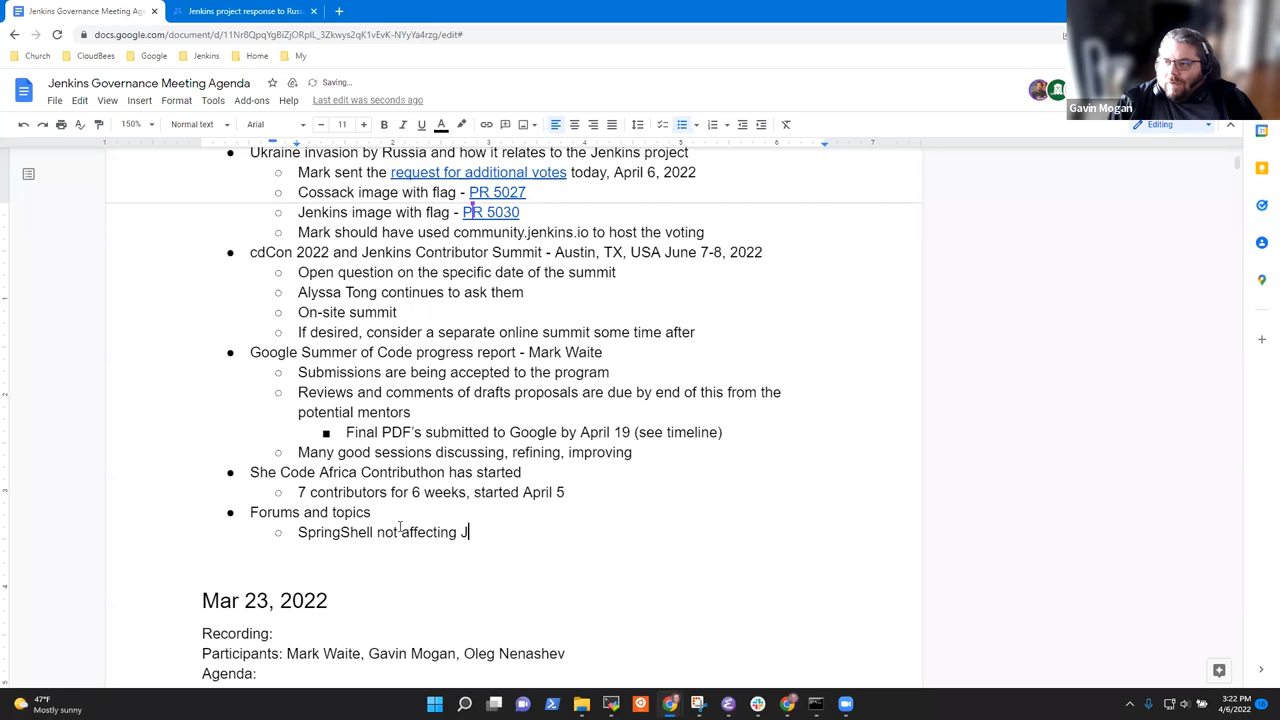 Jenkins Governance Meeting Age
Jenkins project response to Russ
docs.google.com/document/d/11Nr8QpqYgBiZjORpIL_3Zkwys2qK1vEvK-NYyYa4rzg/edit#
Church CloudBees Google Jenkins Home My
Jenkins Governance Meeting Agenda Saving...
File Edit View Insert Format Tools Add-ons Help Last edit was seconds ago
Gavin Mogan
150% Normal text Arial 11 Editing
Ukraine invasion by Russia and how it relates to the Jenkins project
Mark sent the request for additional votes today, April 6, 2022
Cossack image with flag - PR 5027
Jenkins image with flag - PR 5030
Mark should have used community.jenkins.io to host the voting
cdCon 2022 and Jenkins Contributor Summit - Austin, TX, USA June 7-8, 2022
Open question on the specific date of the summit
Alyssa Tong continues to ask them
On-site summit
If desired, consider a separate online summit some time after
Google Summer of Code progress report - Mark Waite
Submissions are being accepted to the program
Reviews and comments of drafts proposals are due by end of this from the
potential mentors
Final PDF's submitted to Google by April 19 (see timeline)
Many good sessions discussing, refining, improving
She Code Africa Contributhon has started
7 contributors for 6 weeks, started April 5
Forums and topics
SpringShell not affecting J
Mar 23, 2022
Recording:
Participants: Mark Waite, Gavin Mogan, Oleg Nenashev
Agenda:
47°F
Mostly sunny
3:22 PM
4/6/2022